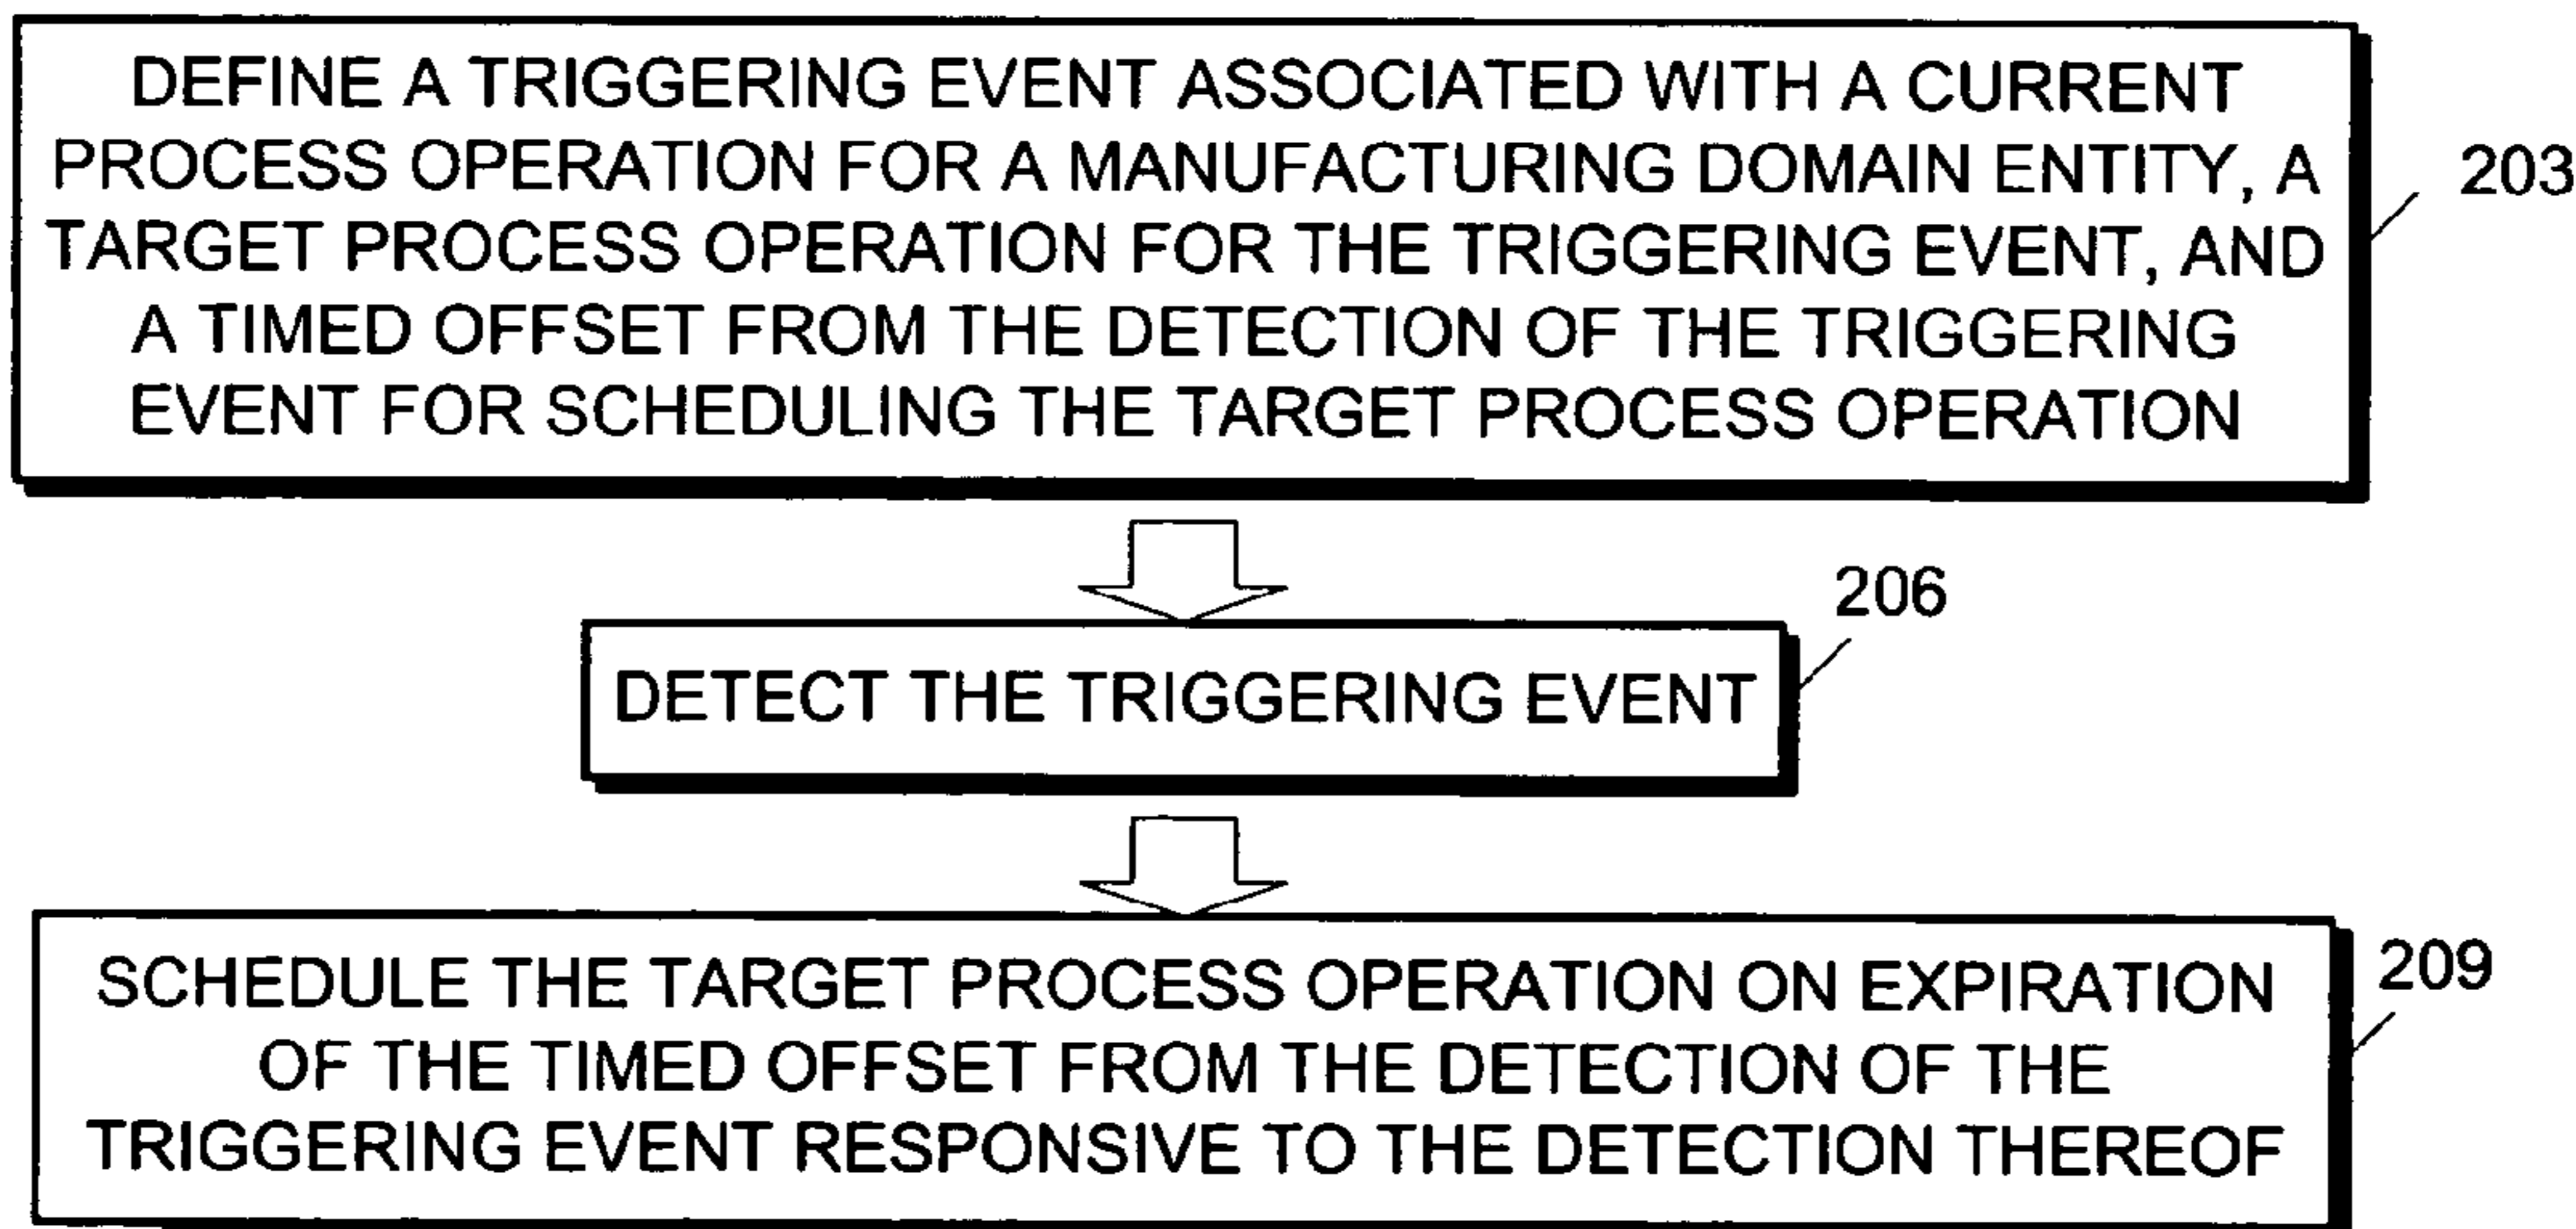 DEFINE A TRIGGERING EVENT ASSOCIATED WITH A CURRENT
PROCESS OPERATION FOR A MANUFACTURING DOMAIN ENTITY, A
TARGET PROCESS OPERATION FOR THE TRIGGERING EVENT, AND
A TIMED OFFSET FROM THE DETECTION OF THE TRIGGERING
EVENT FOR SCHEDULING THE TARGET PROCESS OPERATION
203
206
DETECT THE TRIGGERING EVENT
SCHEDULE THE TARGET PROCESS OPERATION ON EXPIRATION
OF THE TIMED OFFSET FROM THE DETECTION OF THE
TRIGGERING EVENT RESPONSIVE TO THE DETECTION THEREOF
209